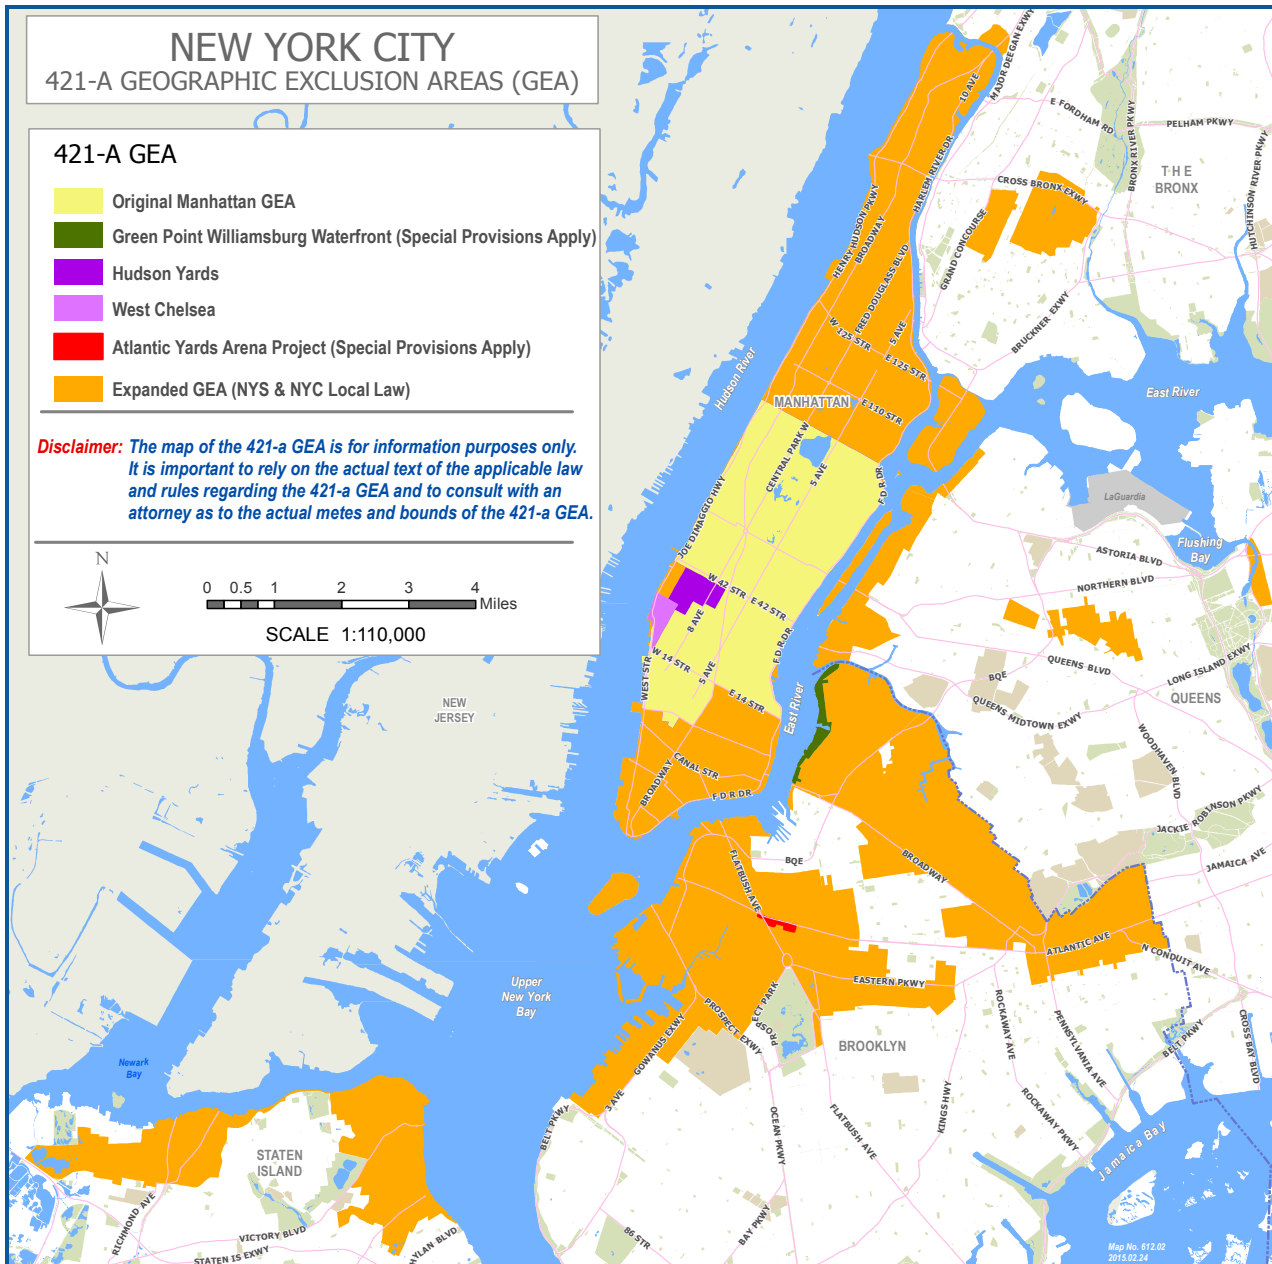 NEW YORK CITY
421-A GEOGRAPHIC EXCLUSION AREAS (GEA)
421-A GEA
Original Manhattan GEA
Green Point Williamsburg Waterfront (Special Provisions Apply)
Hudson Yards
West Chelsea
Atlantic Yards Arena Project (Special Provisions Apply)
Expanded GEA (NYS & NYC Local Law)
Disclaimer: The map of the 421-a GEA is for information purposes only.
It is important to rely on the actual text of the applicable law
and rules regarding the 421-a GEA and to consult with an
attorney as to the actual metes and bounds of the 421-a GEA.
N
0 0.5 1 2 3 4
Miles
SCALE 1:110,000
MAJOR DEEGAN EXWY
10 AVE
E FORDHAM RD
BRONX RIVER PKWY
PELHAM PKWY
HUTCHINSON RIVER PKWY
THE
BRONX
HARLEM RIVER DR.
CROSS BRONX EXWY
HENRY HUDSON PKWY
BROADWAY
GRAND CONCOURSE
FRED DOUGLASS BLVD
5 AVE
W 125 STR
E 125 STR
BRUCKNER EXWY
Hudson River
East River
MANHATTAN
E 110 STR
CENTRAL PARK W
5 AVE
F D R DR
JOE DIMAGGIO HWY
LaGuardia
Flushing
Bay
ASTORIA BLVD
NORTHERN BLVD
W 42 STR
E 42 STR
8 AVE
F D R DR.
W 14 STR
5 AVE
WEST STR
E 14 STR
East River
QUEENS BLVD
LONG ISLAND EXWY
BQE
QUEENS MIDTOWN EXWY
QUEENS
WOODHAVEN BLVD
NEW
JERSEY
CANAL STR
BROADWAY
F D R DR
JACKIE ROBINSON PKWY
JAMAICA AVE
BQE
BROADWAY
FLATBUSH AVE
ATLANTIC AVE
N CONDUIT AVE
EASTERN PKWY
Upper
New York
Bay
PROSPECT EXWY
PROSPECT PARK
GOWANUS EXWY
3 AVE
BROOKLYN
ROCKAWAY AVE
PENNSYLVANIA AVE
BELT PKWY
CROSS BAY BLVD
Newark
Bay
BELT PKWY
OCEAN PKWY
FLATBUSH AVE
KINGS HWY
ROCKAWAY PKWY
Jamaica Bay
STATEN
ISLAND
RICHMOND AVE
VICTORY BLVD
STATEN IS EXWY
HYLAN BLVD
86 STR
BAY PKWY
Map No. 612.02
2015.02.24